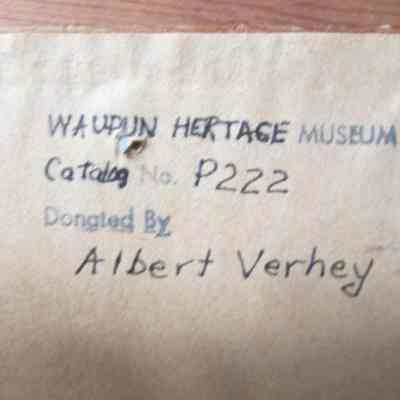 WAUPUN HERTAGE MUSEUM
Catalog No. P222
Donated By
Albert Verhey